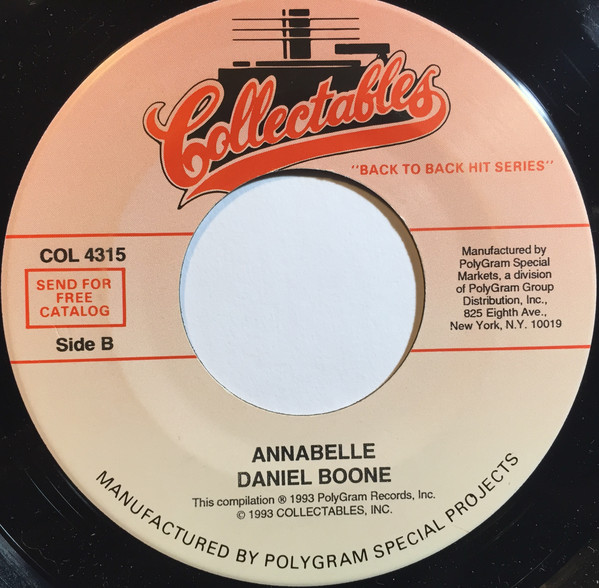 Collectables
"BACK TO BACK HIT SERIES"
COL 4315
SEND FOR
FREE
CATALOG
Side B
Manufactured by
PolyGram Special
Markets, a division
of PolyGram Group
Distribution, Inc.,
825 Eighth Ave.,
New York, N.Y. 10019
ANNABELLE
DANIEL BOONE
This compilation ℗ 1993 PolyGram Records, Inc.
© 1993 COLLECTABLES, INC.
MANUFACTURED BY POLYGRAM SPECIAL PROJECTS